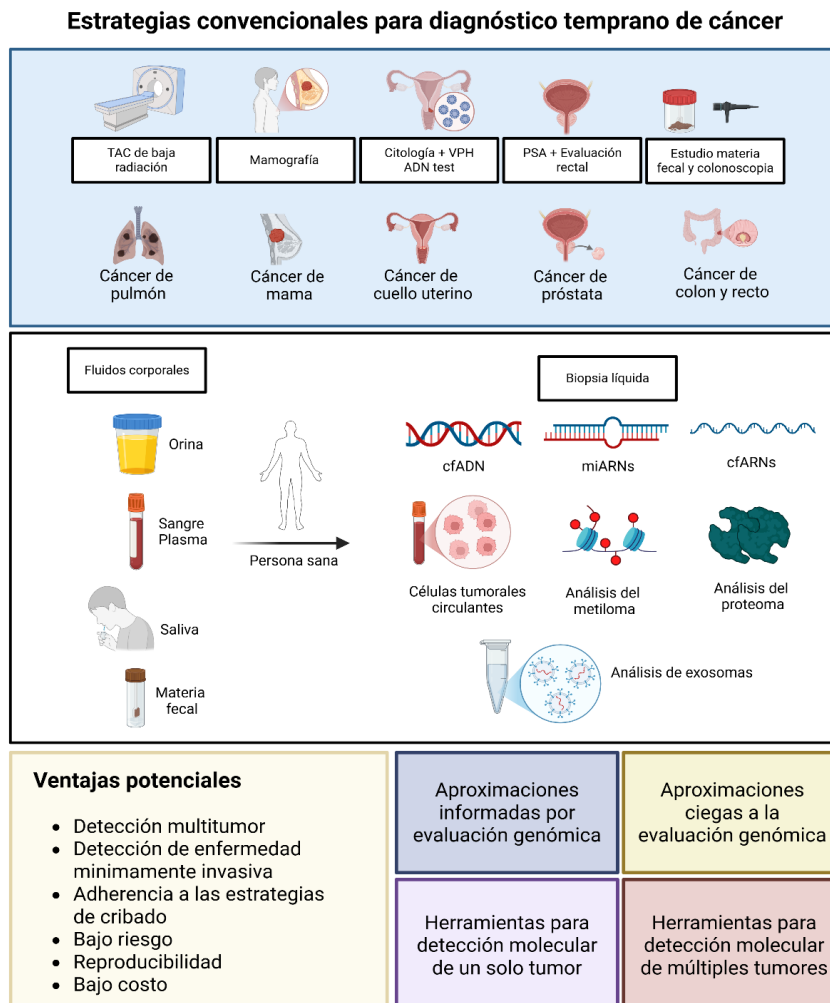 Estrategias convencionales para diagnóstico temprano de cáncer
TAC de baja
radiación
Mamografía
Citología + VPH
ADN test
PSA + Evaluación
rectal
Estudio materia
fecal y colonoscopia
Cáncer de
pulmón
Cáncer de
mama
Cáncer de
cuello uterino
Cáncer de
próstata
Cáncer de
colon y recto
Fluidos corporales
Orina
Sangre
Plasma
Saliva
Materia
fecal
Persona sana
Biopsia líquida
cfADN
miARNs
cfARNs
Células tumorales
circulantes
Análisis del
metiloma
Análisis del
proteoma
Análisis de exosomas
Ventajas potenciales
• Detección multitumor
• Detección de enfermedad
minimamente invasiva
• Adherencia a las estrategias
de cribado
• Bajo riesgo
• Reproducibilidad
• Bajo costo
Aproximaciones
informadas por
evaluación genómica
Aproximaciones
ciegas a la
evaluación genómica
Herramientas para
detección molecular
de un solo tumor
Herramientas para
detección molecular
de múltiples tumores